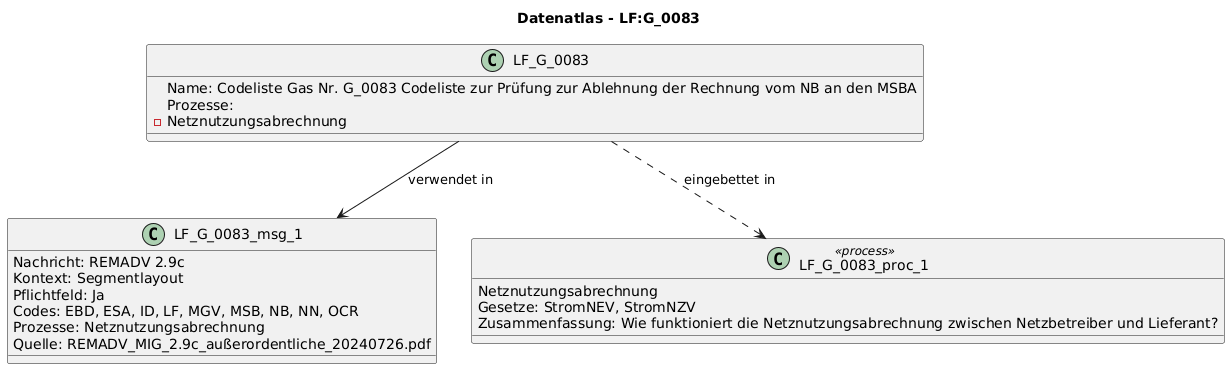 Datenatlas - LF:G_0083
C LF_G_0083
Name: Codeliste Gas Nr. G_0083 Codeliste zur Prüfung zur Ablehnung der Rechnung vom NB an den MSBA
Prozesse:
Netznutzungsabrechnung
verwendet in
eingebettet in
C LF_G_0083_msg_1
Nachricht: REMADV 2.9c
Kontext: Segmentlayout
Pflichtfeld: Ja
Codes: EBD, ESA, ID, LF, MGV, MSB, NB, NN, OCR
Prozesse: Netznutzungsabrechnung
Quelle: REMADV_MIG_2.9c_außerordentliche_20240726.pdf
«process»
C LF_G_0083_proc_1
Netznutzungsabrechnung
Gesetze: StromNEV, StromNZV
Zusammenfassung: Wie funktioniert die Netznutzungsabrechnung zwischen Netzbetreiber und Lieferant?